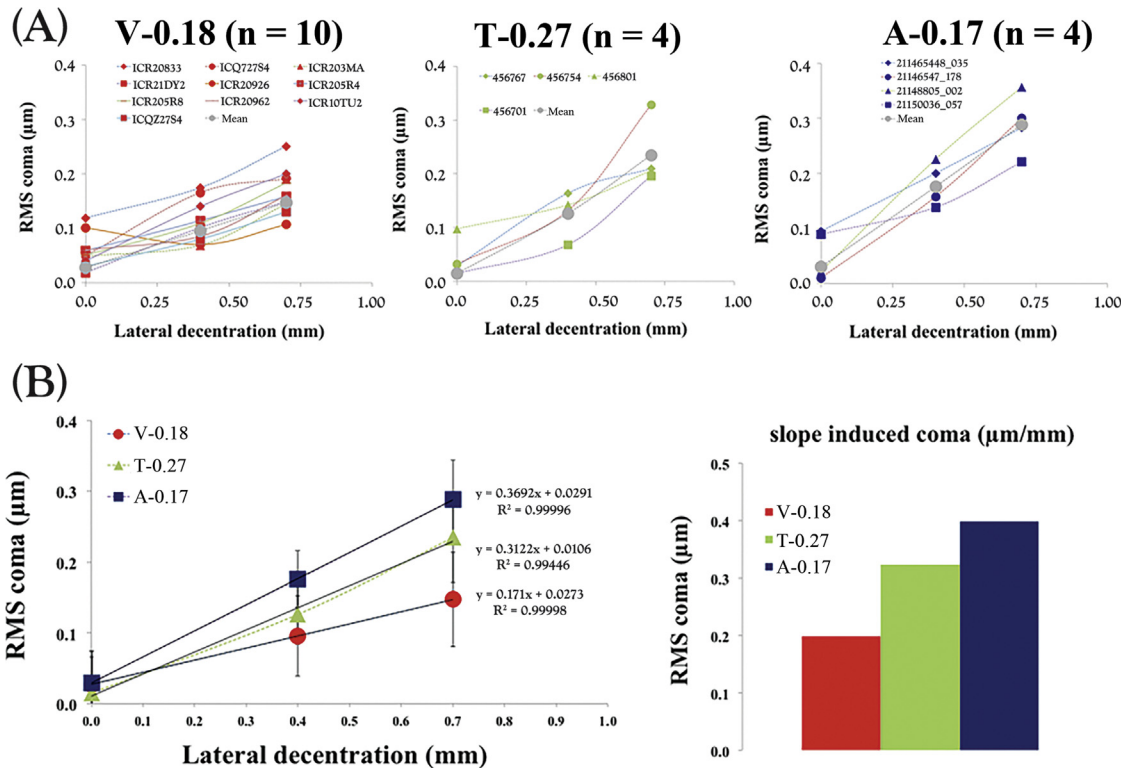 (A)
V-0.18 (n = 10)
T-0.27 (n = 4)
A-0.17 (n = 4)
ICR20833 ICQ72784 ICR203MA
ICR21DY2 ICR20926 ICR205R4
ICR205R8 ICR20962 ICR10TU2
ICQZ2784 Mean
RMS coma (μm)
0.4
0.3
0.2
0.1
0.0
0.0 0.25 0.50 0.75 1.00
Lateral decentration (mm)
456767 456754 456801
456701 Mean
RMS coma (μm)
0.4
0.3
0.2
0.1
0.0
0.0 0.25 0.50 0.75 1.00
Lateral decentration (mm)
211465448_035
21146547_178
21148805_002
21150036_057
Mean
RMS coma (μm)
0.4
0.3
0.2
0.1
0.0
0.0 0.25 0.50 0.75 1.00
Lateral decentration (mm)
(B)
V-0.18
T-0.27
A-0.17
RMS coma (μm)
0.4
0.3
0.2
0.1
0.0
y = 0.3692x + 0.0291
R² = 0.99996
y = 0.3122x + 0.0106
R² = 0.99446
y = 0.171x + 0.0273
R² = 0.99998
0.0 0.1 0.2 0.3 0.4 0.5 0.6 0.7 0.8 0.9 1.0
Lateral decentration (mm)
slope induced coma (μm/mm)
V-0.18
T-0.27
A-0.17
RMS coma (μm)
0.5
0.4
0.3
0.2
0.1
0.0